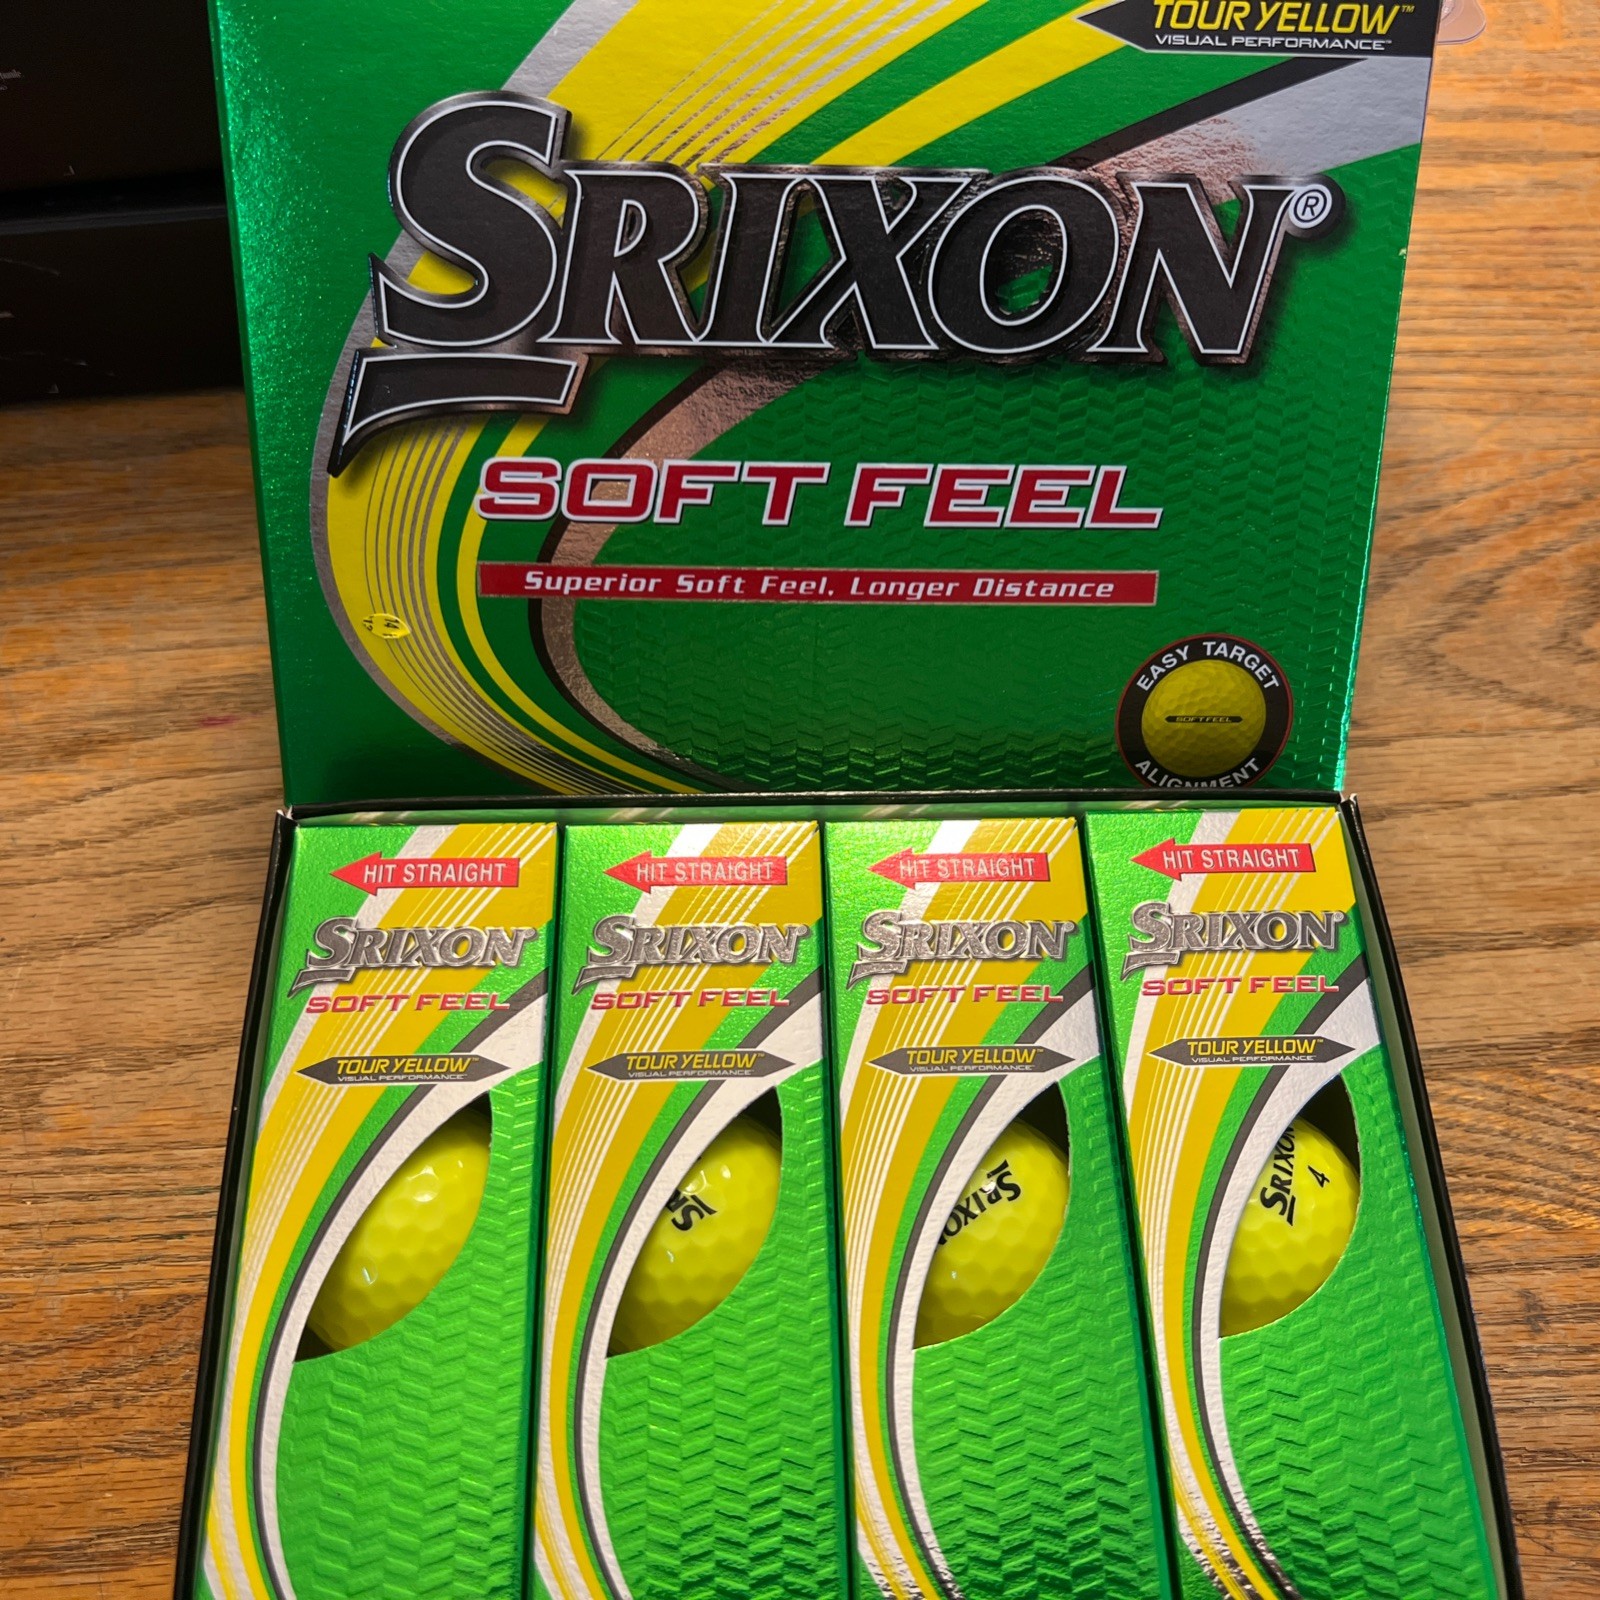 TOUR YELLOW™
VISUAL PERFORMANCE™
SRIXON®
SOFT FEEL
Superior Soft Feel, Longer Distance
EASY TARGET
SOFT FEEL
ALIGNMENT
HIT STRAIGHT
SRIXON®
SOFT FEEL
TOUR YELLOW™
VISUAL PERFORMANCE™
HIT STRAIGHT
SRIXON®
SOFT FEEL
TOUR YELLOW™
VISUAL PERFORMANCE™
SR
HIT STRAIGHT
SRIXON®
SOFT FEEL
TOUR YELLOW™
VISUAL PERFORMANCE™
SRIXON
HIT STRAIGHT
SRIXON®
SOFT FEEL
TOUR YELLOW™
VISUAL PERFORMANCE™
SRIXON
4